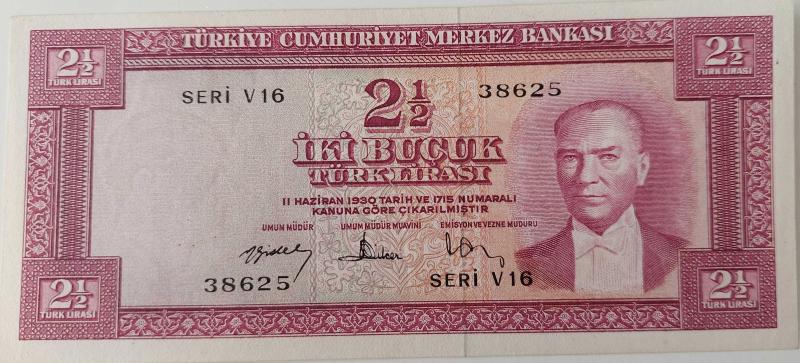 TÜRKİYE CUMHURİYET MERKEZ BANKASI
2½
TÜRK LİRASI
2½
TÜRK LİRASI
SERİ V 16
2½
38625
İKİ BUÇUK
TÜRK LİRASI
11 HAZİRAN 1930 TARİH VE 1715 NUMARALI
KANUNA GÖRE ÇIKARILMIŞTIR
UMUM MÜDÜR UMUM MÜDÜR MUAVİNİ EMİSYON VE VEZNE MÜDÜRÜ
38625
SERİ V 16
2½
TÜRK LİRASI
2½
TÜRK LİRASI